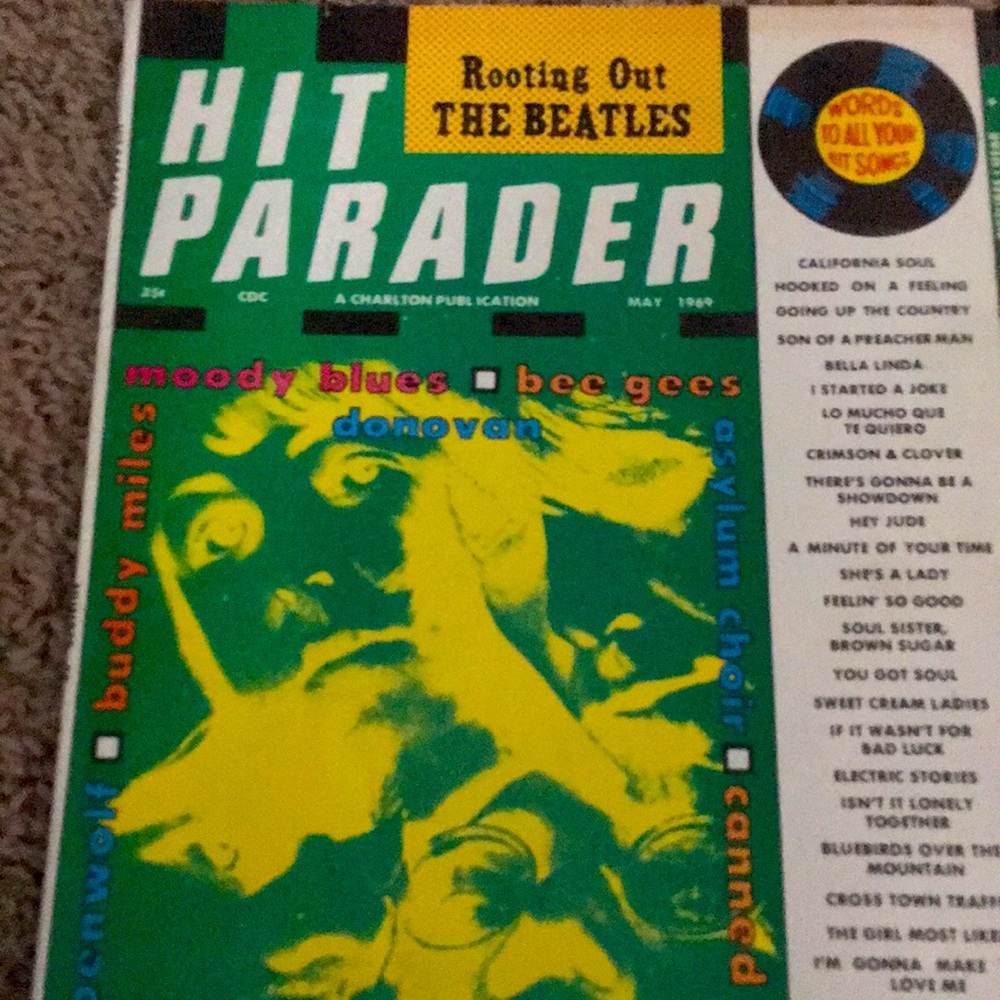 Rooting Out
THE BEATLES
HIT
PARADER
35¢ CDC A CHARLTON PUBLICATION MAY 1969
moody blues bee gees
donovan
buddy miles
asylum choir
canned
WORDS
TO ALL YOUR
HIT SONGS
CALIFORNIA SOUL
HOOKED ON A FEELING
GOING UP THE COUNTRY
SON OF A PREACHER MAN
BELLA LINDA
I STARTED A JOKE
LO MUCHO QUE
TE QUIERO
CRIMSON & CLOVER
THERE'S GONNA BE A
SHOWDOWN
HEY JUDE
A MINUTE OF YOUR TIME
SHE'S A LADY
FEELIN' SO GOOD
SOUL SISTER,
BROWN SUGAR
YOU GOT SOUL
SWEET CREAM LADIES
IF IT WASN'T FOR
BAD LUCK
ELECTRIC STORIES
ISN'T IT LONELY
TOGETHER
BLUEBIRDS OVER THE
MOUNTAIN
CROSS TOWN TRAFF
THE GIRL MOST LIKE
I'M GONNA MAKE
LOVE ME